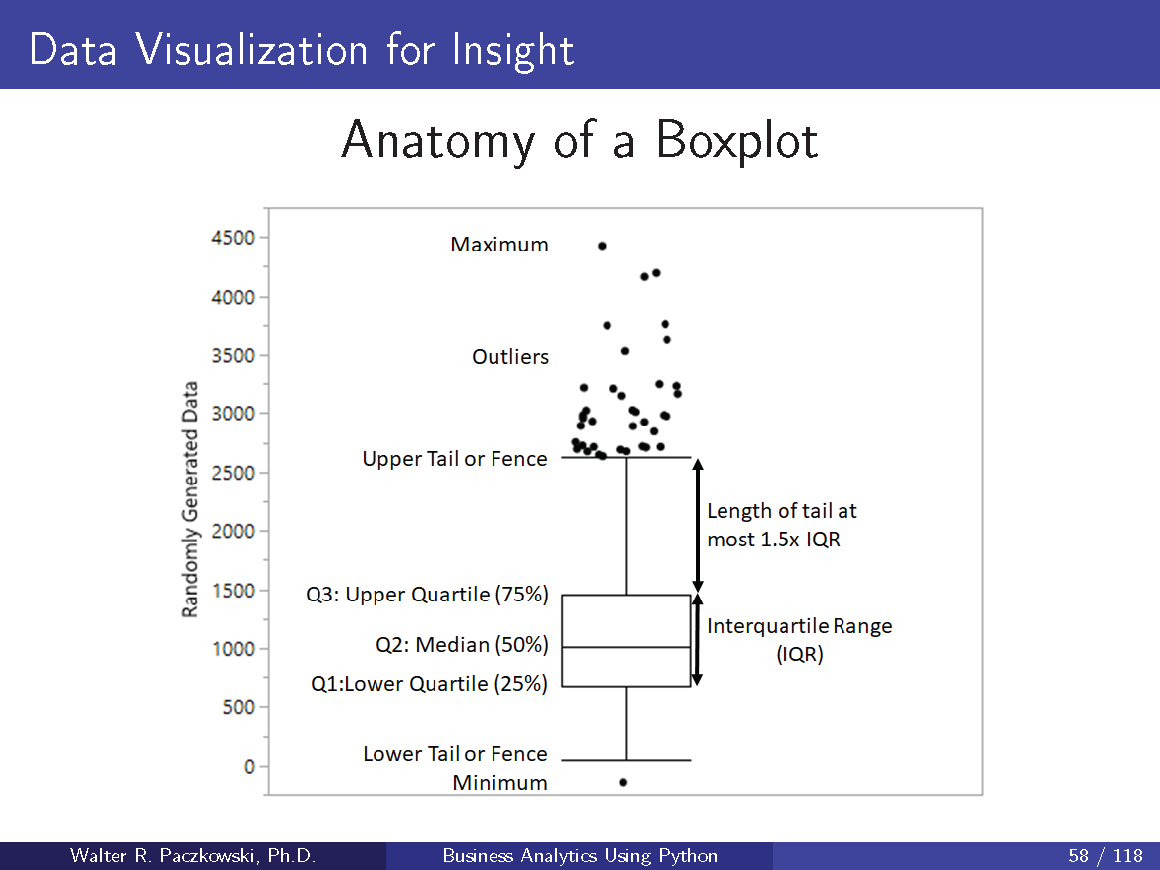 Data Visualization for Insight
Anatomy of a Boxplot
4500
4000
3500
3000
2500
2000
1500
1000
500
0
Randomly Generated Data
Maximum
Outliers
Upper Tail or Fence
Length of tail at
most 1.5x IQR
Q3: Upper Quartile (75%)
Interquartile Range
(IQR)
Q2: Median (50%)
Q1:Lower Quartile (25%)
Lower Tail or Fence
Minimum
Walter R. Paczkowski, Ph.D.
Business Analytics Using Python
58 / 118